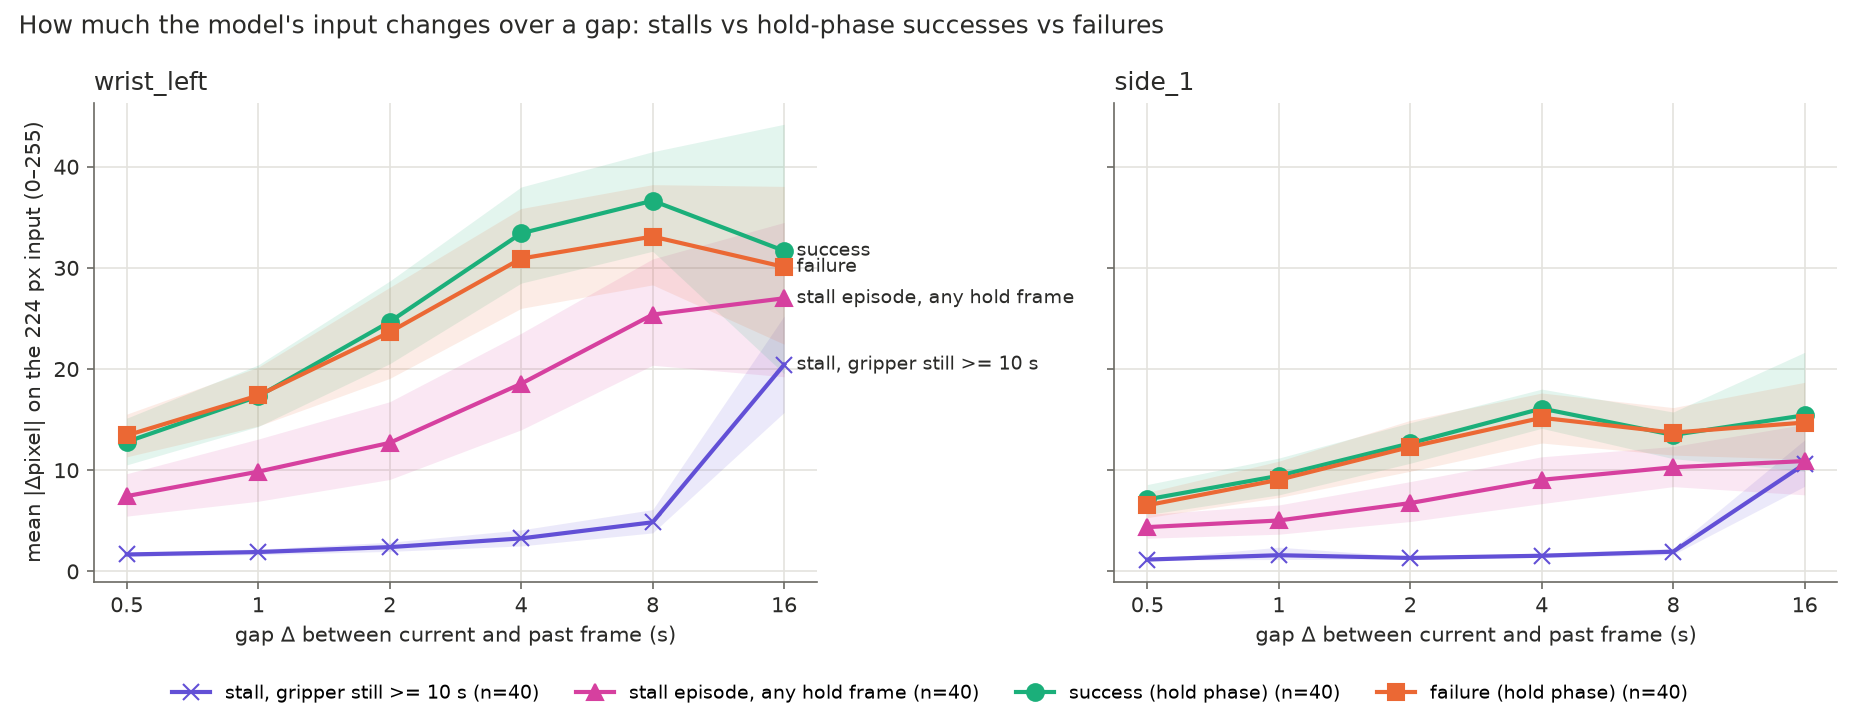 How much the model's input changes over a gap: stalls vs hold-phase successes vs failures
wrist_left
mean |Δpixel| on the 224 px input (0–255)
40
30
20
10
0
0.5 1 2 4 8 16
gap Δ between current and past frame (s)
success
failure
stall episode, any hold frame
stall, gripper still >= 10 s
side_1
0.5 1 2 4 8 16
gap Δ between current and past frame (s)
stall, gripper still >= 10 s (n=40) stall episode, any hold frame (n=40) success (hold phase) (n=40) failure (hold phase) (n=40)